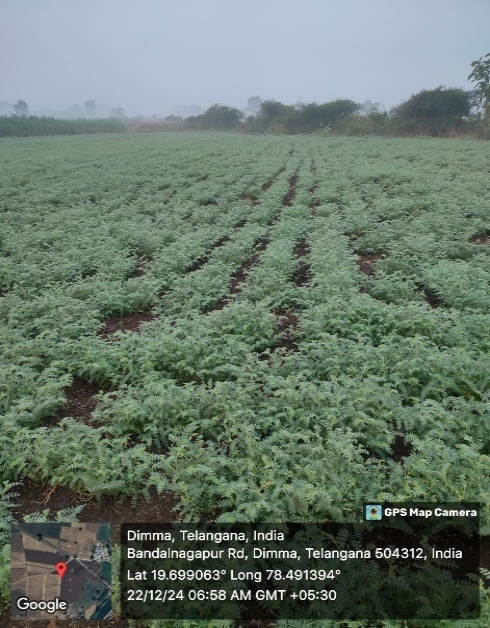 GPS Map Camera
Dimma, Telangana, India
Bandalnagapur Rd, Dimma, Telangana 504312, India
Lat 19.699063° Long 78.491394°
22/12/24 06:58 AM GMT +05:30
Google